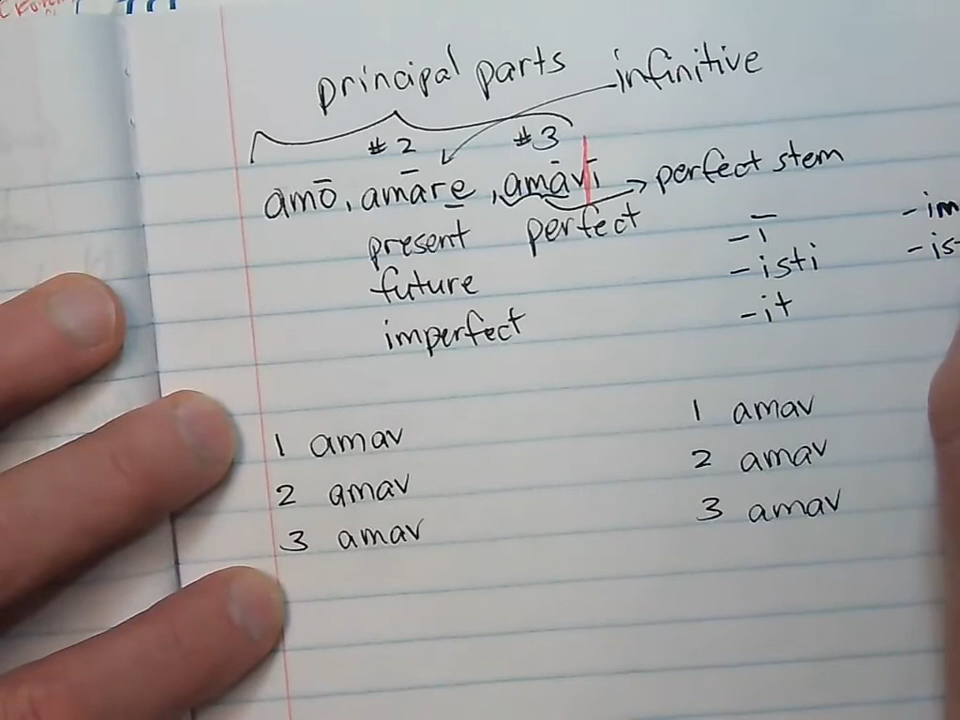 principal parts infinitive
#2 #3
amō, amāre, amāvī → perfect stem
present perfect -ī -im
future -isti -is
imperfect -it
1 amav 1 amav
2 amav 2 amav
3 amav 3 amav